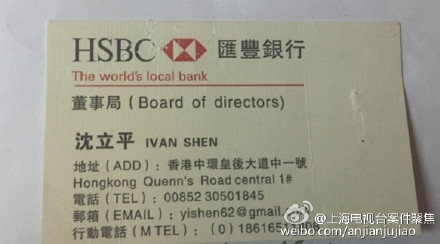 HSBC 匯豐銀行
The world's local bank
董事局（Board of directors)
沈立平 IVAN SHEN
地址（ADD）：香港中環皇後大道中一號
Hongkong Quenn's Road central 1#
電話（TEL）：00852 30501845
郵箱（EMAIL）：yishen62@gmail.
行動電話（M TEL）：(0)1861657
@上海电视台案件聚焦
weibo.com/anjianjujiao